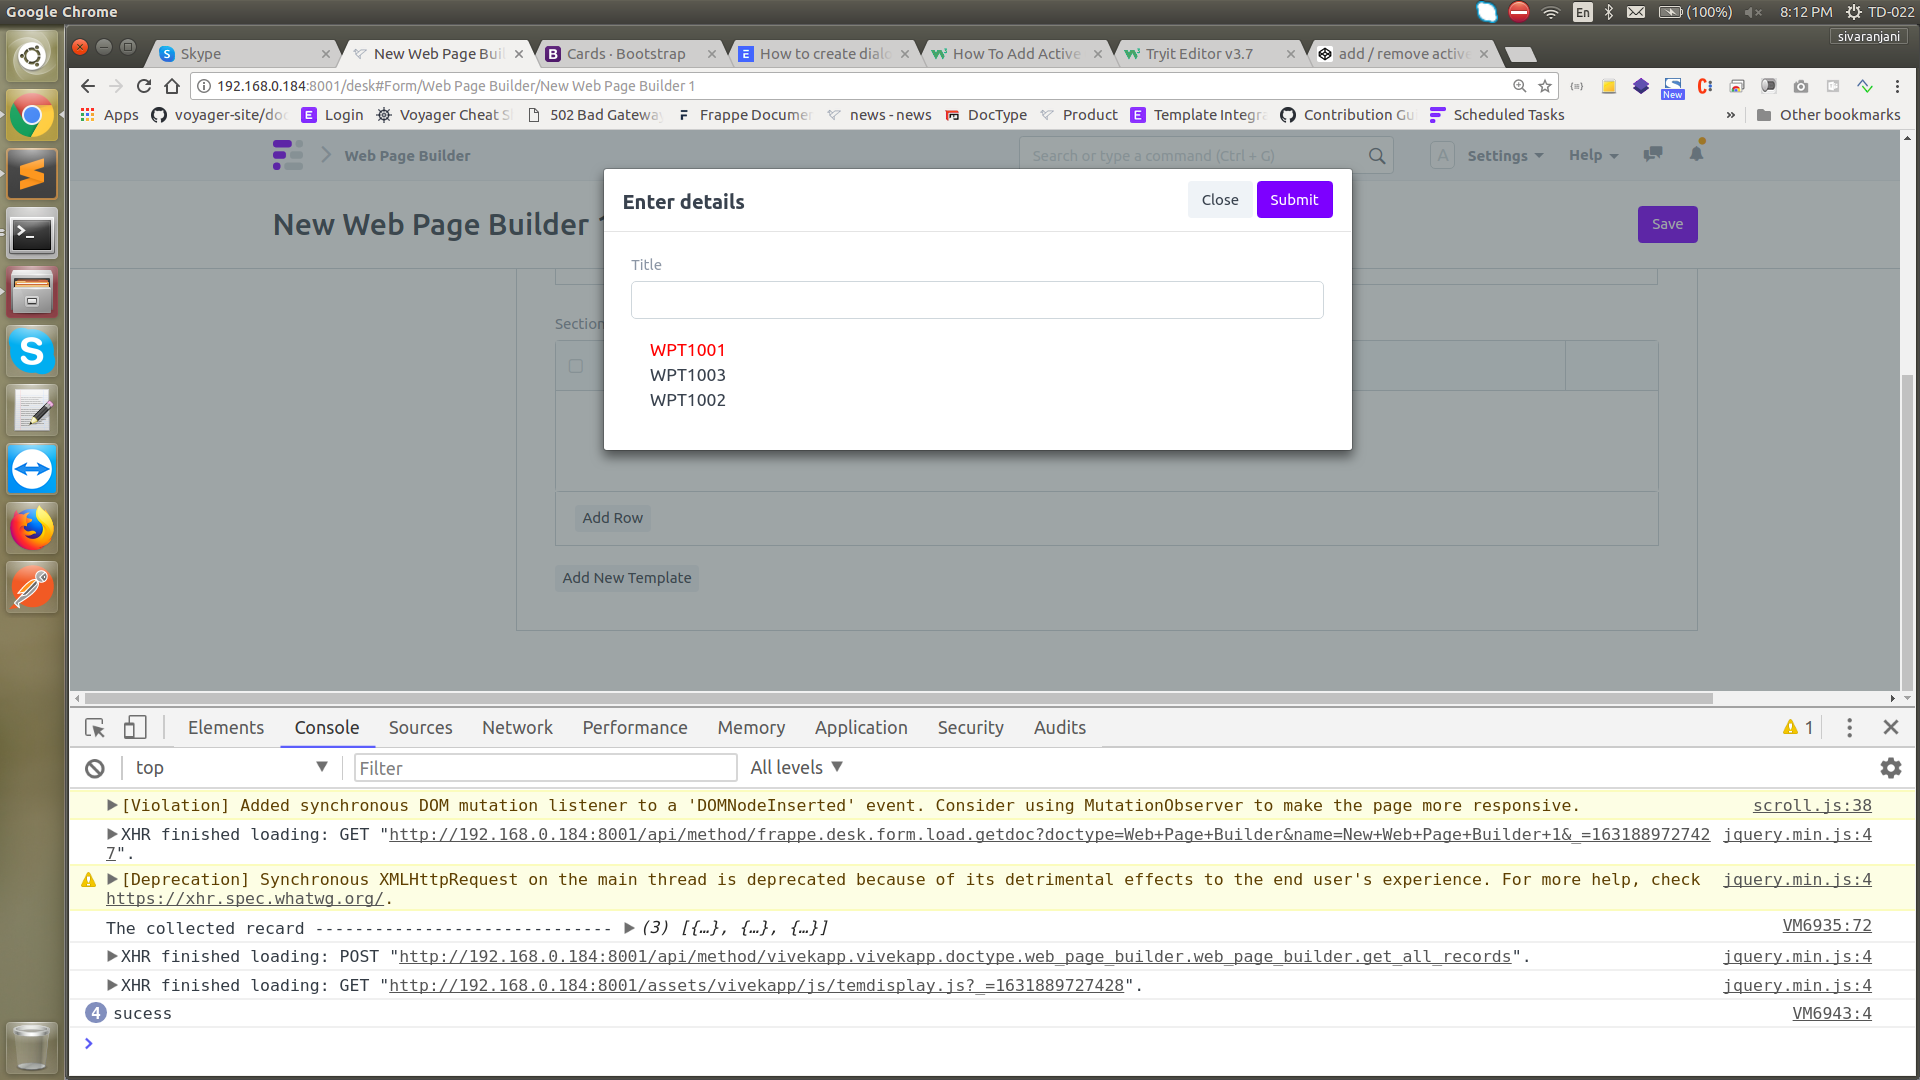 Google Chrome
En
(100%)
8:12 PM
TD-022
Skype
New Web Page Buil
Cards · Bootstrap
How to create dialo
How To Add Active
Tryit Editor v3.7
add / remove active
sivaranjani
192.168.0.184:8001/desk#Form/Web Page Builder/New Web Page Builder 1
New
Apps
voyager-site/doc
Login
Voyager Cheat S
502 Bad Gateway
Frappe Documen
news - news
DocType
Product
Template Integra
Contribution Gu
Scheduled Tasks
»
Other bookmarks
Web Page Builder
Search or type a command (Ctrl + G)
A
Settings
Help
New Web Page Builder 1
Save
Enter details
Close
Submit
Title
Section
WPT1001
WPT1003
WPT1002
Add Row
Add New Template
Elements
Console
Sources
Network
Performance
Memory
Application
Security
Audits
1
top
Filter
All levels
[Violation] Added synchronous DOM mutation listener to a 'DOMNodeInserted' event. Consider using MutationObserver to make the page more responsive.
scroll.js:38
XHR finished loading: GET "http://192.168.0.184:8001/api/method/frappe.desk.form.load.getdoc?doctype=Web+Page+Builder&name=New+Web+Page+Builder+1&_=163188972742
jquery.min.js:4
7".
[Deprecation] Synchronous XMLHttpRequest on the main thread is deprecated because of its detrimental effects to the end user's experience. For more help, check
jquery.min.js:4
https://xhr.spec.whatwg.org/.
The collected recard ------------------------------ (3) [{…}, {…}, {…}]
VM6935:72
XHR finished loading: POST "http://192.168.0.184:8001/api/method/vivekapp.vivekapp.doctype.web_page_builder.web_page_builder.get_all_records".
jquery.min.js:4
XHR finished loading: GET "http://192.168.0.184:8001/assets/vivekapp/js/temdisplay.js?_=1631889727428".
jquery.min.js:4
4 sucess
VM6943:4